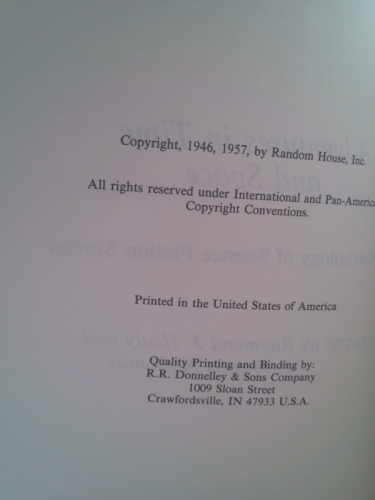 Copyright, 1946, 1957, by Random House, Inc.
All rights reserved under International and Pan-America
Copyright Conventions.
Printed in the United States of America
Quality Printing and Binding by:
R.R. Donnelley & Sons Company
1009 Sloan Street
Crawfordsville, IN 47933 U.S.A.